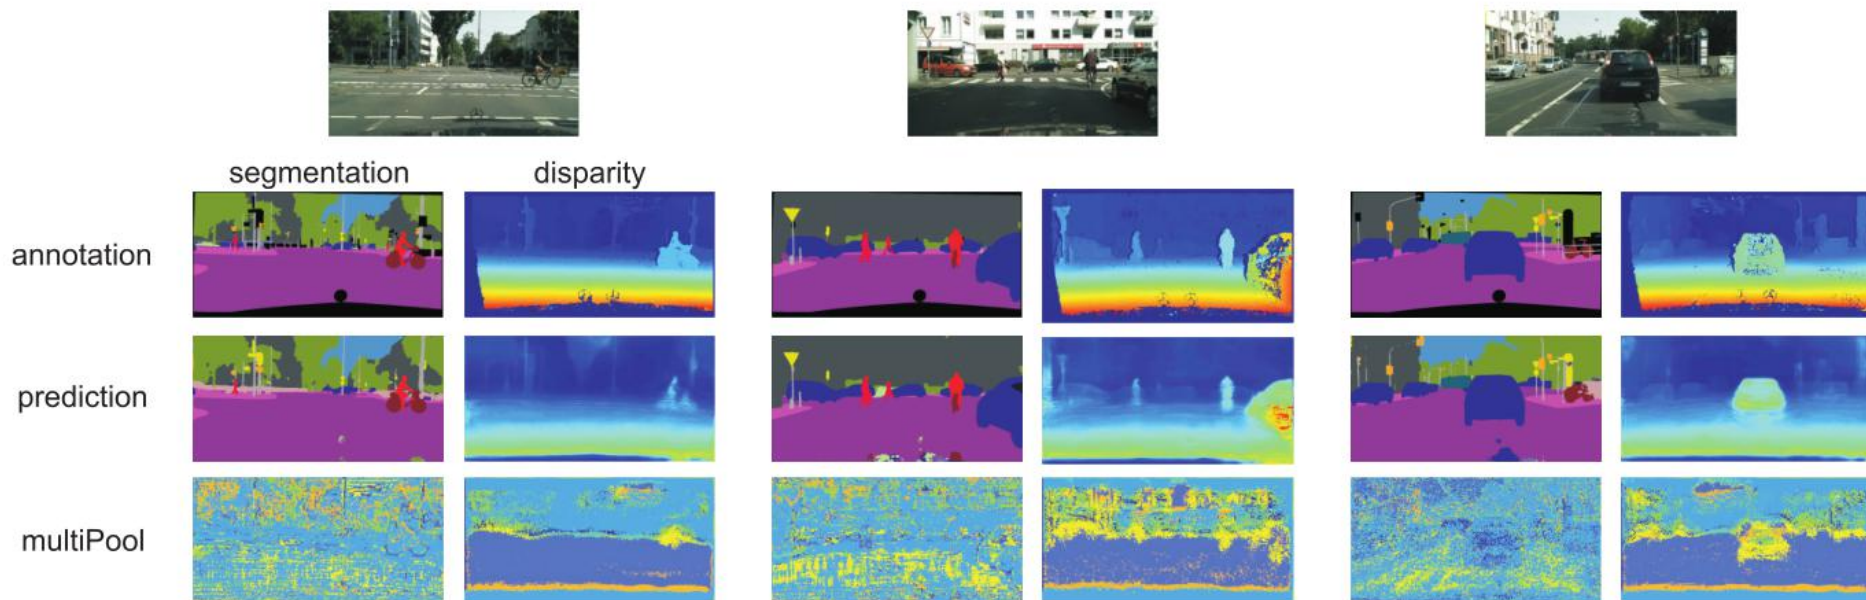 segmentation
disparity
annotation
prediction
multiPool